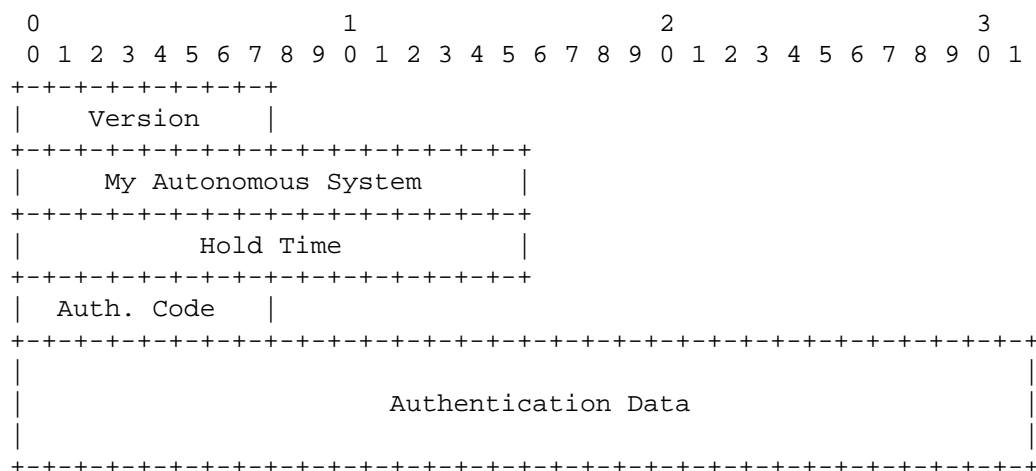 0                   1                   2                   3
 0 1 2 3 4 5 6 7 8 9 0 1 2 3 4 5 6 7 8 9 0 1 2 3 4 5 6 7 8 9 0 1
+-+-+-+-+-+-+-+-+
|    Version    |
+-+-+-+-+-+-+-+-+-+-+-+-+-+-+-+-+
|     My Autonomous System      |
+-+-+-+-+-+-+-+-+-+-+-+-+-+-+-+-+
|           Hold Time           |
+-+-+-+-+-+-+-+-+-+-+-+-+-+-+-+-+
|  Auth. Code   |
+-+-+-+-+-+-+-+-+-+-+-+-+-+-+-+-+-+-+-+-+-+-+-+-+-+-+-+-+-+-+-+-+
|                                                               |
|                       Authentication Data                     |
|                                                               |
+-+-+-+-+-+-+-+-+-+-+-+-+-+-+-+-+-+-+-+-+-+-+-+-+-+-+-+-+-+-+-+-+